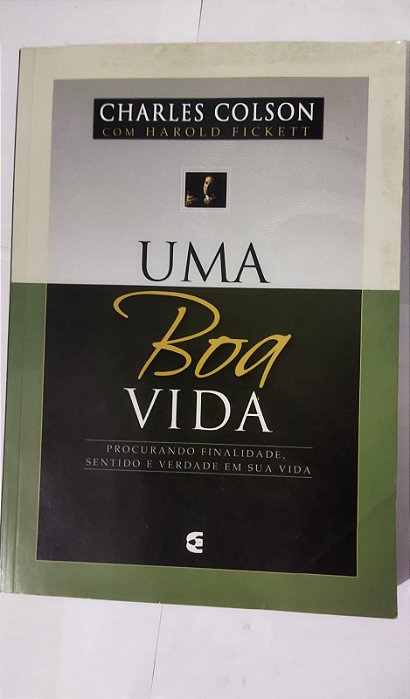 CHARLES COLSON
COM HAROLD FICKETT
UMA
Boa
VIDA
PROCURANDO FINALIDADE,
SENTIDO E VERDADE EM SUA VIDA